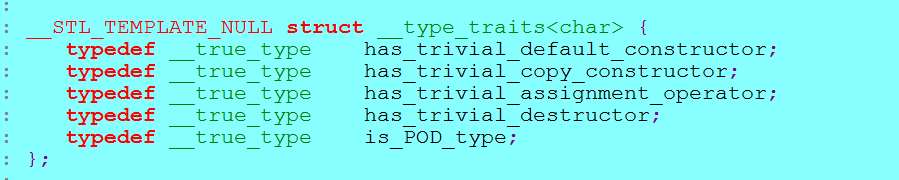 :
: __STL_TEMPLATE_NULL struct __type_traits<char> {
:    typedef __true_type    has_trivial_default_constructor;
:    typedef __true_type    has_trivial_copy_constructor;
:    typedef __true_type    has_trivial_assignment_operator;
:    typedef __true_type    has_trivial_destructor;
:    typedef __true_type    is_POD_type;
: };
: